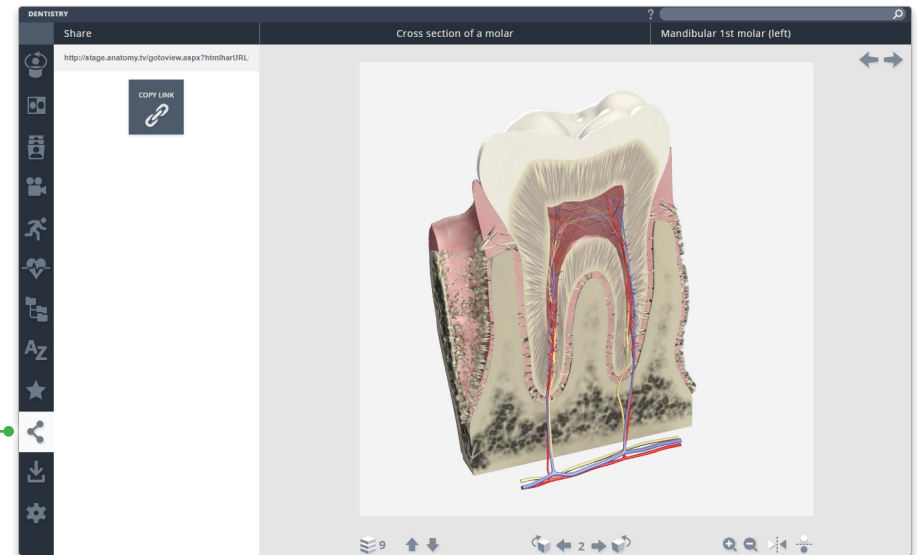 DENTISTRY
?
Share
Cross section of a molar
Mandibular 1st molar (left)
http://stage.anatomy.tv/gotoview.aspx?htmlharURL
COPY LINK
AZ
9
2